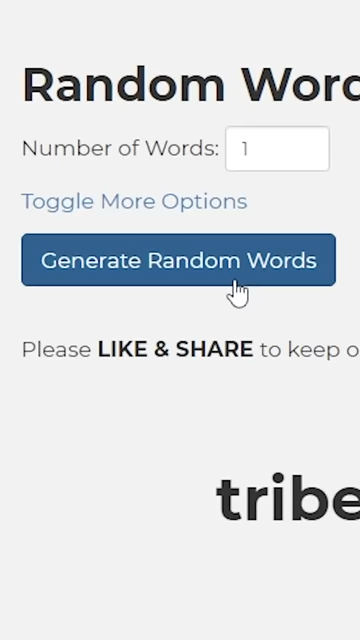 Random Word
Number of Words: 1
Toggle More Options
Generate Random Words
Please LIKE & SHARE to keep o
tribe